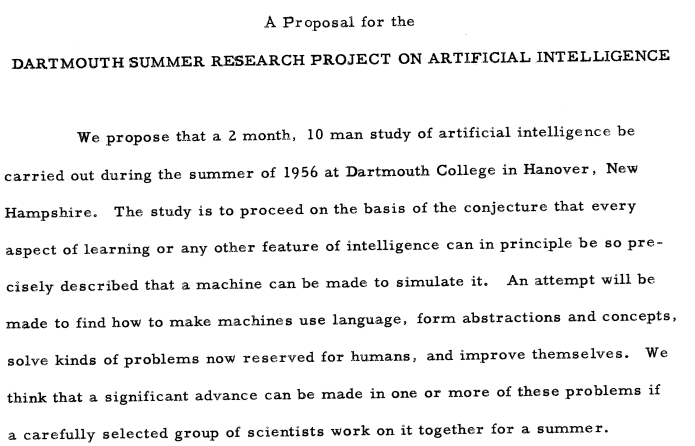 A Proposal for the
DARTMOUTH SUMMER RESEARCH PROJECT ON ARTIFICIAL INTELLIGENCE
We propose that a 2 month, 10 man study of artificial intelligence be
carried out during the summer of 1956 at Dartmouth College in Hanover, New
Hampshire. The study is to proceed on the basis of the conjecture that every
aspect of learning or any other feature of intelligence can in principle be so pre-
cisely described that a machine can be made to simulate it. An attempt will be
made to find how to make machines use language, form abstractions and concepts,
solve kinds of problems now reserved for humans, and improve themselves. We
think that a significant advance can be made in one or more of these problems if
a carefully selected group of scientists work on it together for a summer.